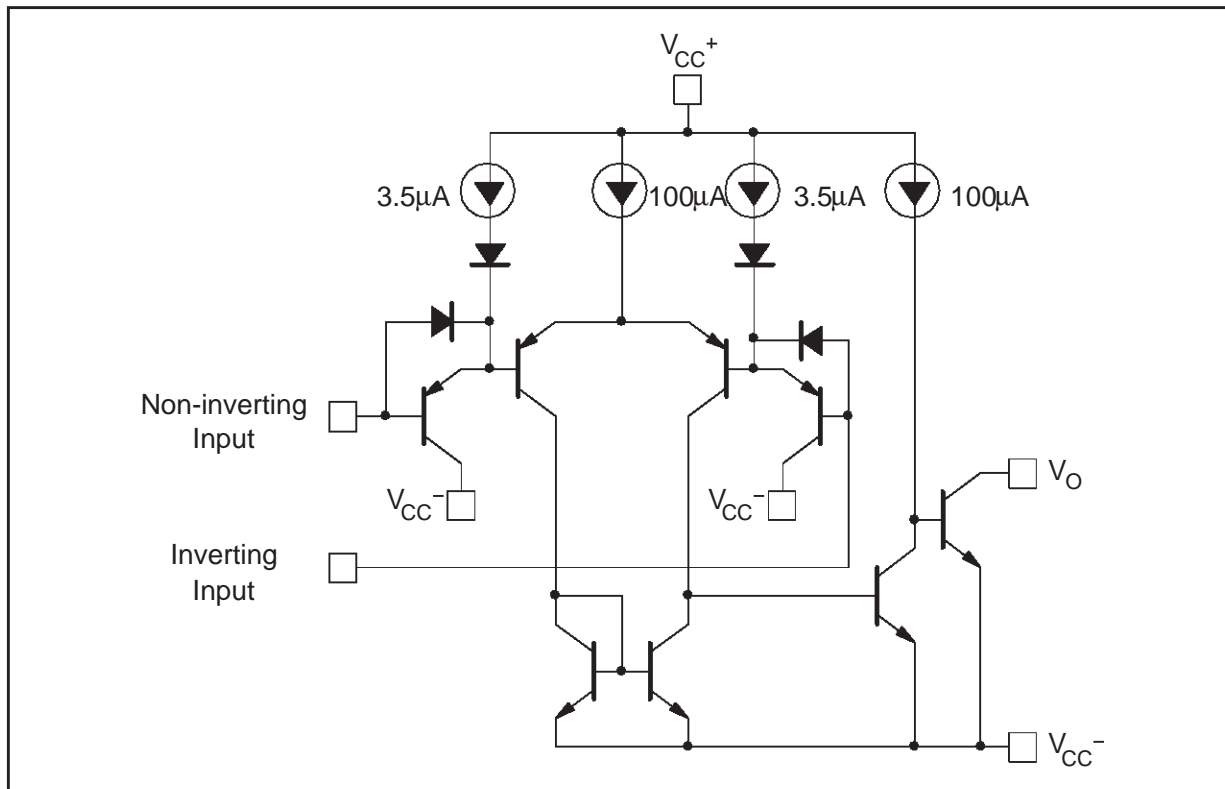 VCC+
3.5μA
100μA
3.5μA
100μA
Non-inverting
Input
VCC−
VCC−
VO
Inverting
Input
VCC−